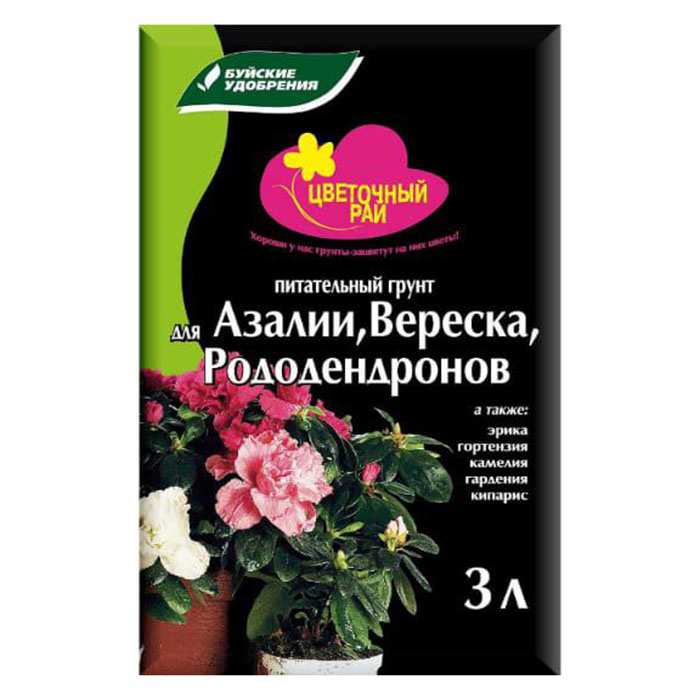 БУЙСКИЕ
УДОБРЕНИЯ
ЦВЕТОЧНЫЙ
РАЙ
Хороши у нас грунты-зацветут на них цветы!
питательный грунт
для Азалии, Вереска,
Рододендронов
а также:
эрика
гортензия
камелия
гардения
кипарис
3 л